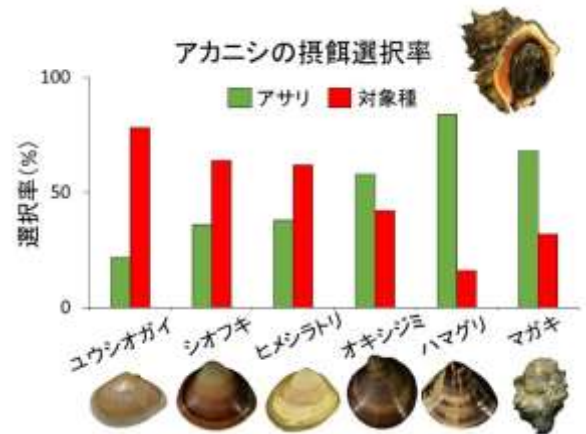 アカニシの摂餌選択率
アサリ 対象種
選択率(%)
100
50
0
ユウシオガイ
シオフキ
ヒメシラトリ
オキシジミ
ハマグリ
マガキ